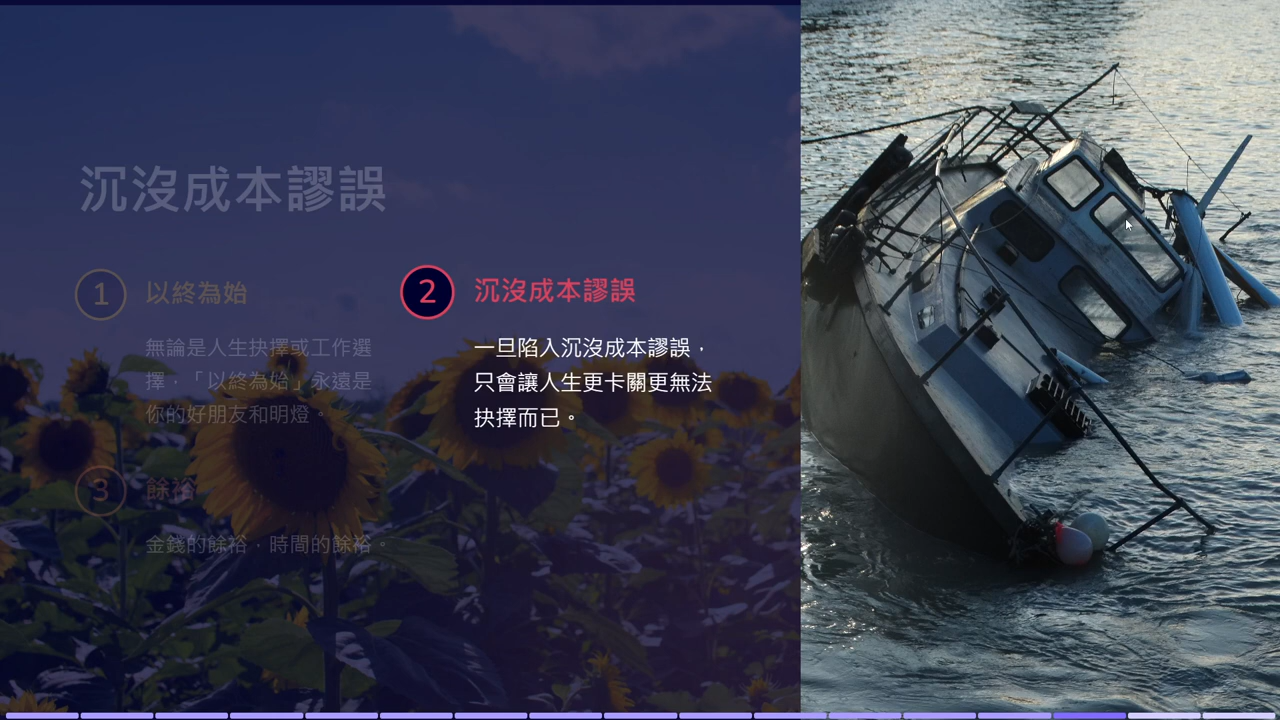 沉沒成本謬誤
1 以終為始
無論是人生抉擇或工作選
擇，「以終為始」永遠是
你的好朋友和明燈。
2 沉沒成本謬誤
一旦陷入沉沒成本謬誤，
只會讓人生更卡關更無法
抉擇而已。
3 餘裕
金錢的餘裕，時間的餘裕。